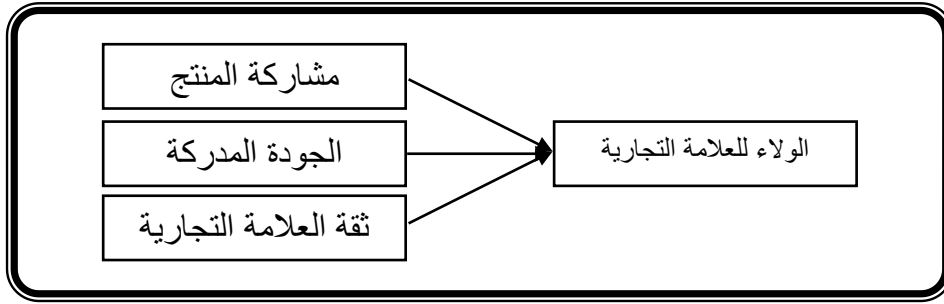 مشاركة المنتج
الجودة المدركة
ثقة العلامة التجارية
الولاء للعلامة التجارية